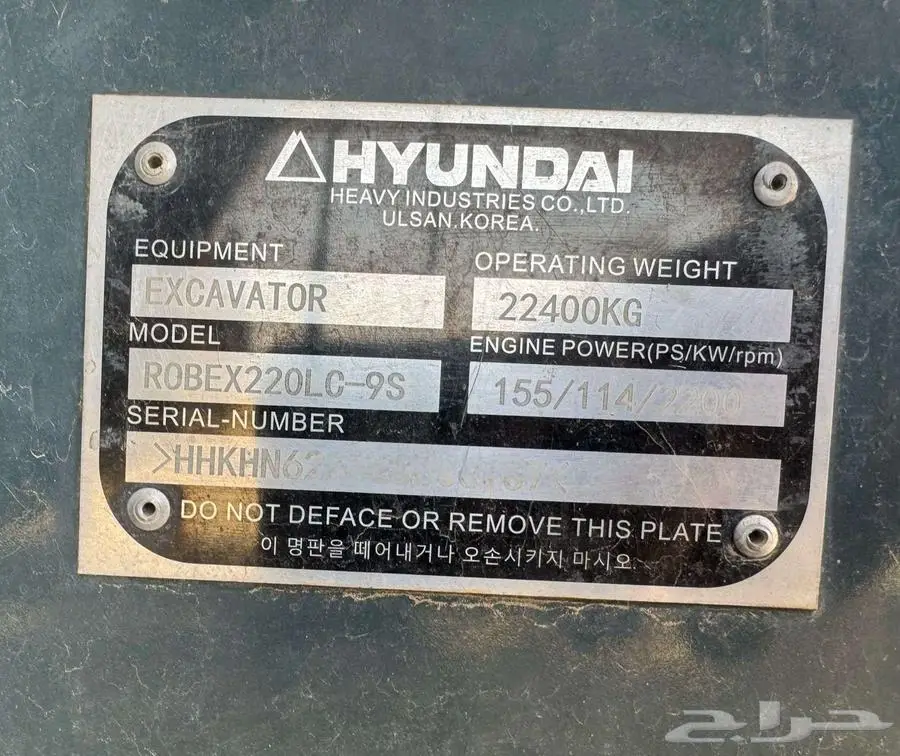 HYUNDAI
HEAVY INDUSTRIES CO.,LTD.
ULSAN.KOREA.
EQUIPMENT
EXCAVATOR
OPERATING WEIGHT
22400KG
MODEL
ROBEX220LC-9S
ENGINE POWER(PS/KW/rpm)
155/114/2200
SERIAL-NUMBER
DO NOT DEFACE OR REMOVE THIS PLATE
이 명판을 떼어내거나 오손시키지 마시오.
حراج